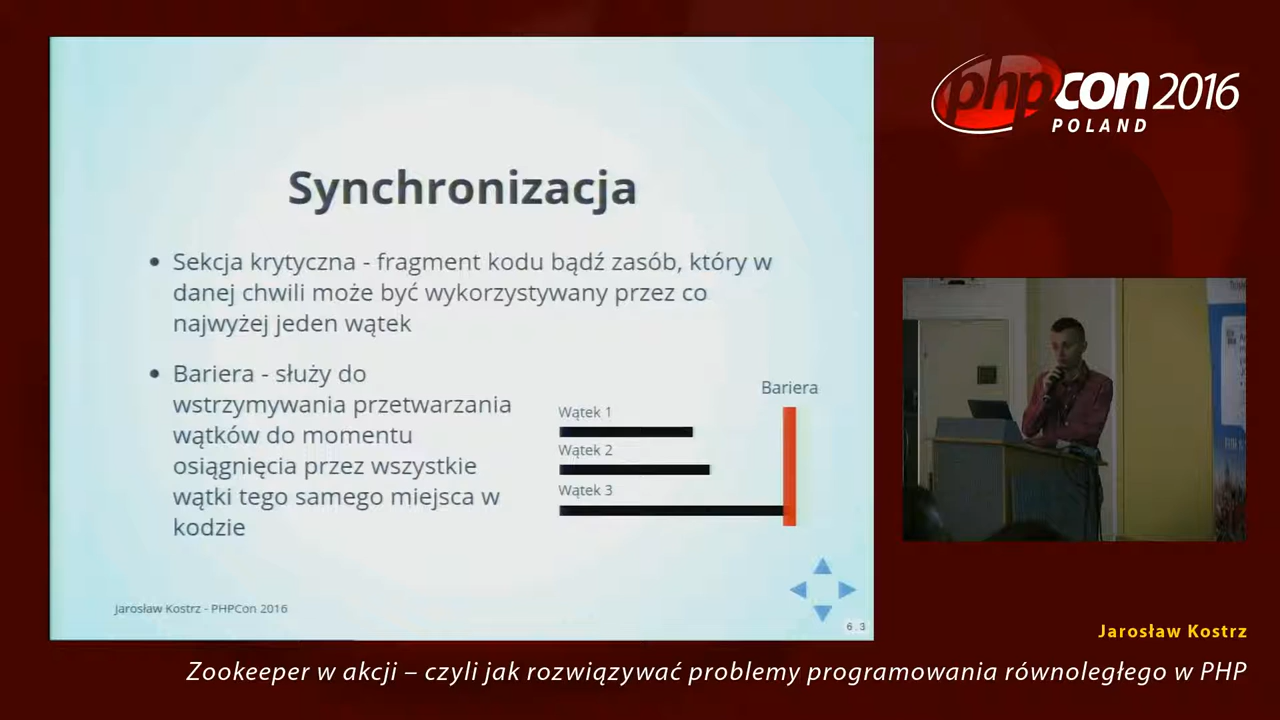 phpcon 2016
POLAND
Synchronizacja
• Sekcja krytyczna - fragment kodu bądź zasób, który w
danej chwili może być wykorzystywany przez co
najwyżej jeden wątek
• Bariera - służy do
wstrzymywania przetwarzania
wątków do momentu
osiągnięcia przez wszystkie
wątki tego samego miejsca w
kodzie
Bariera
Wątek 1
Wątek 2
Wątek 3
Jarosław Kostrz - PHPCon 2016
6.3
Jarosław Kostrz
Zookeeper w akcji – czyli jak rozwiązywać problemy programowania równoległego w PHP